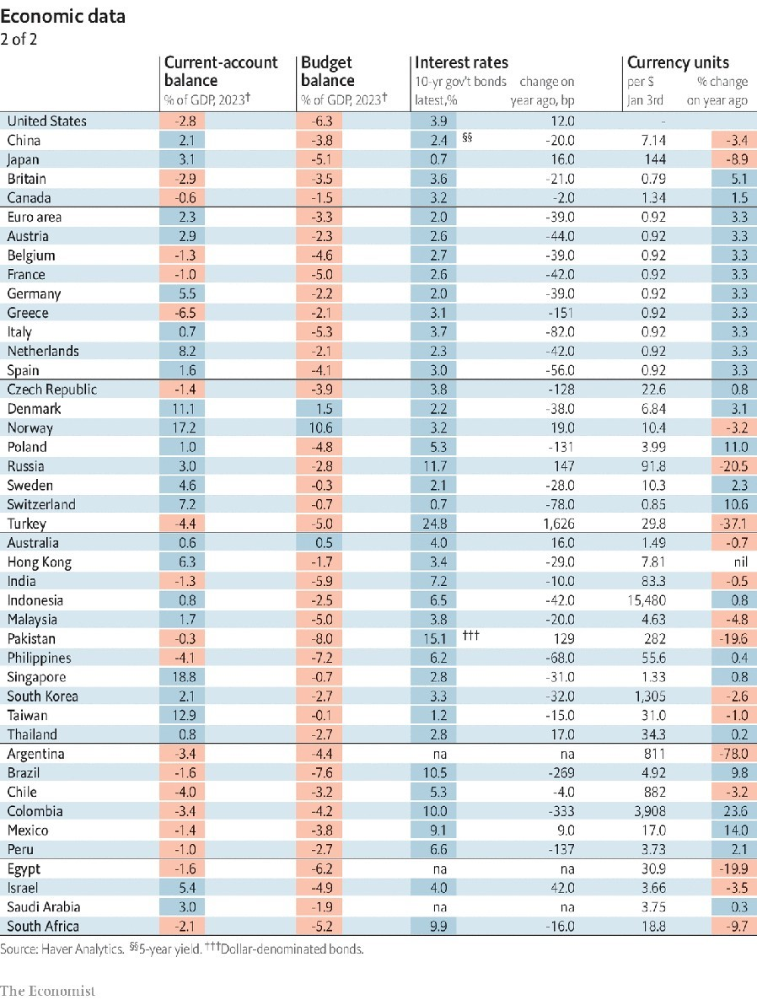 Economic data
2 of 2
Current-account Budget Interest rates Currency units
balance balance 10-yr gov't bonds change on per $ % change
% of GDP, 2023† % of GDP, 2023† latest,% year ago, bp Jan 3rd on year ago
United States -2.8 -6.3 3.9 12.0 -
China 2.1 -3.8 2.4 §§ -20.0 7.14 -3.4
Japan 3.1 -5.1 0.7 16.0 144 -8.9
Britain -2.9 -3.5 3.6 -21.0 0.79 5.1
Canada -0.6 -1.5 3.2 -2.0 1.34 1.5
Euro area 2.3 -3.3 2.0 -39.0 0.92 3.3
Austria 2.9 -2.3 2.6 -44.0 0.92 3.3
Belgium -1.3 -4.6 2.7 -39.0 0.92 3.3
France -1.0 -5.0 2.6 -42.0 0.92 3.3
Germany 5.5 -2.2 2.0 -39.0 0.92 3.3
Greece -6.5 -2.1 3.1 -151 0.92 3.3
Italy 0.7 -5.3 3.7 -82.0 0.92 3.3
Netherlands 8.2 -2.1 2.3 -42.0 0.92 3.3
Spain 1.6 -4.1 3.0 -56.0 0.92 3.3
Czech Republic -1.4 -3.9 3.8 -128 22.6 0.8
Denmark 11.1 1.5 2.2 -38.0 6.84 3.1
Norway 17.2 10.6 3.2 19.0 10.4 -3.2
Poland 1.0 -4.8 5.3 -131 3.99 11.0
Russia 3.0 -2.8 11.7 147 91.8 -20.5
Sweden 4.6 -0.3 2.1 -28.0 10.3 2.3
Switzerland 7.2 -0.7 0.7 -78.0 0.85 10.6
Turkey -4.4 -5.0 24.8 1,626 29.8 -37.1
Australia 0.6 0.5 4.0 16.0 1.49 -0.7
Hong Kong 6.3 -1.7 3.4 -29.0 7.81 nil
India -1.3 -5.9 7.2 -10.0 83.3 -0.5
Indonesia 0.8 -2.5 6.5 -42.0 15,480 0.8
Malaysia 1.7 -5.0 3.8 -20.0 4.63 -4.8
Pakistan -0.3 -8.0 15.1 ††† 129 282 -19.6
Philippines -4.1 -7.2 6.2 -68.0 55.6 0.4
Singapore 18.8 -0.7 2.8 -31.0 1.33 0.8
South Korea 2.1 -2.7 3.3 -32.0 1,305 -2.6
Taiwan 12.9 -0.1 1.2 -15.0 31.0 -1.0
Thailand 0.8 -2.7 2.8 17.0 34.3 0.2
Argentina -3.4 -4.4 na na 811 -78.0
Brazil -1.6 -7.6 10.5 -269 4.92 9.8
Chile -4.0 -3.2 5.3 -4.0 882 -3.2
Colombia -3.4 -4.2 10.0 -333 3,908 23.6
Mexico -1.4 -3.8 9.1 9.0 17.0 14.0
Peru -1.0 -2.7 6.6 -137 3.73 2.1
Egypt -1.6 -6.2 na na 30.9 -19.9
Israel 5.4 -4.9 4.0 42.0 3.66 -3.5
Saudi Arabia 3.0 -1.9 na na 3.75 0.3
South Africa -2.1 -5.2 9.9 -16.0 18.8 -9.7
Source: Haver Analytics. §§5-year yield. †††Dollar-denominated bonds.
The Economist